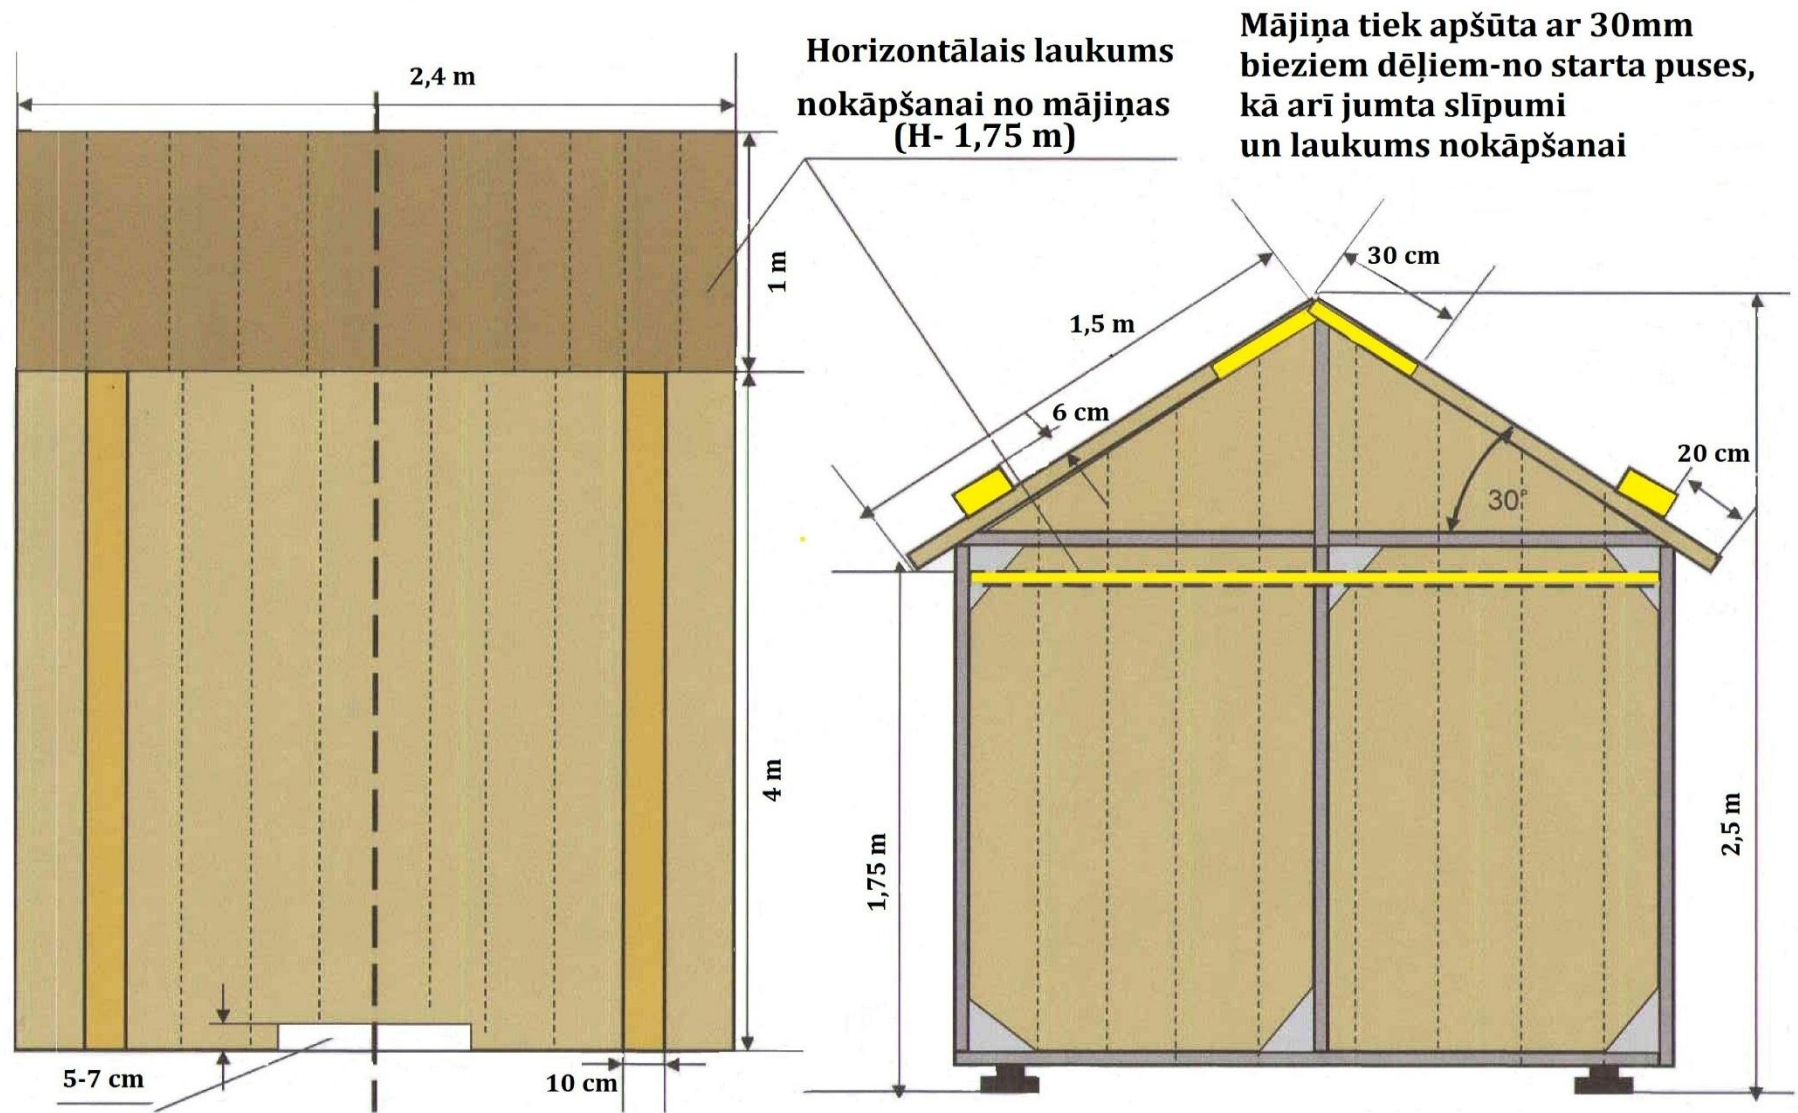 2,4 m
Horizontālais laukums
nokāpšanai no mājiņas
(H- 1,75 m)
Mājiņa tiek apšūta ar 30mm
bieziem dēļiem-no starta puses,
kā arī jumta slīpumi
un laukums nokāpšanai
1 m
30 cm
1,5 m
6 cm
20 cm
30°
4 m
1,75 m
2,5 m
5-7 cm
10 cm